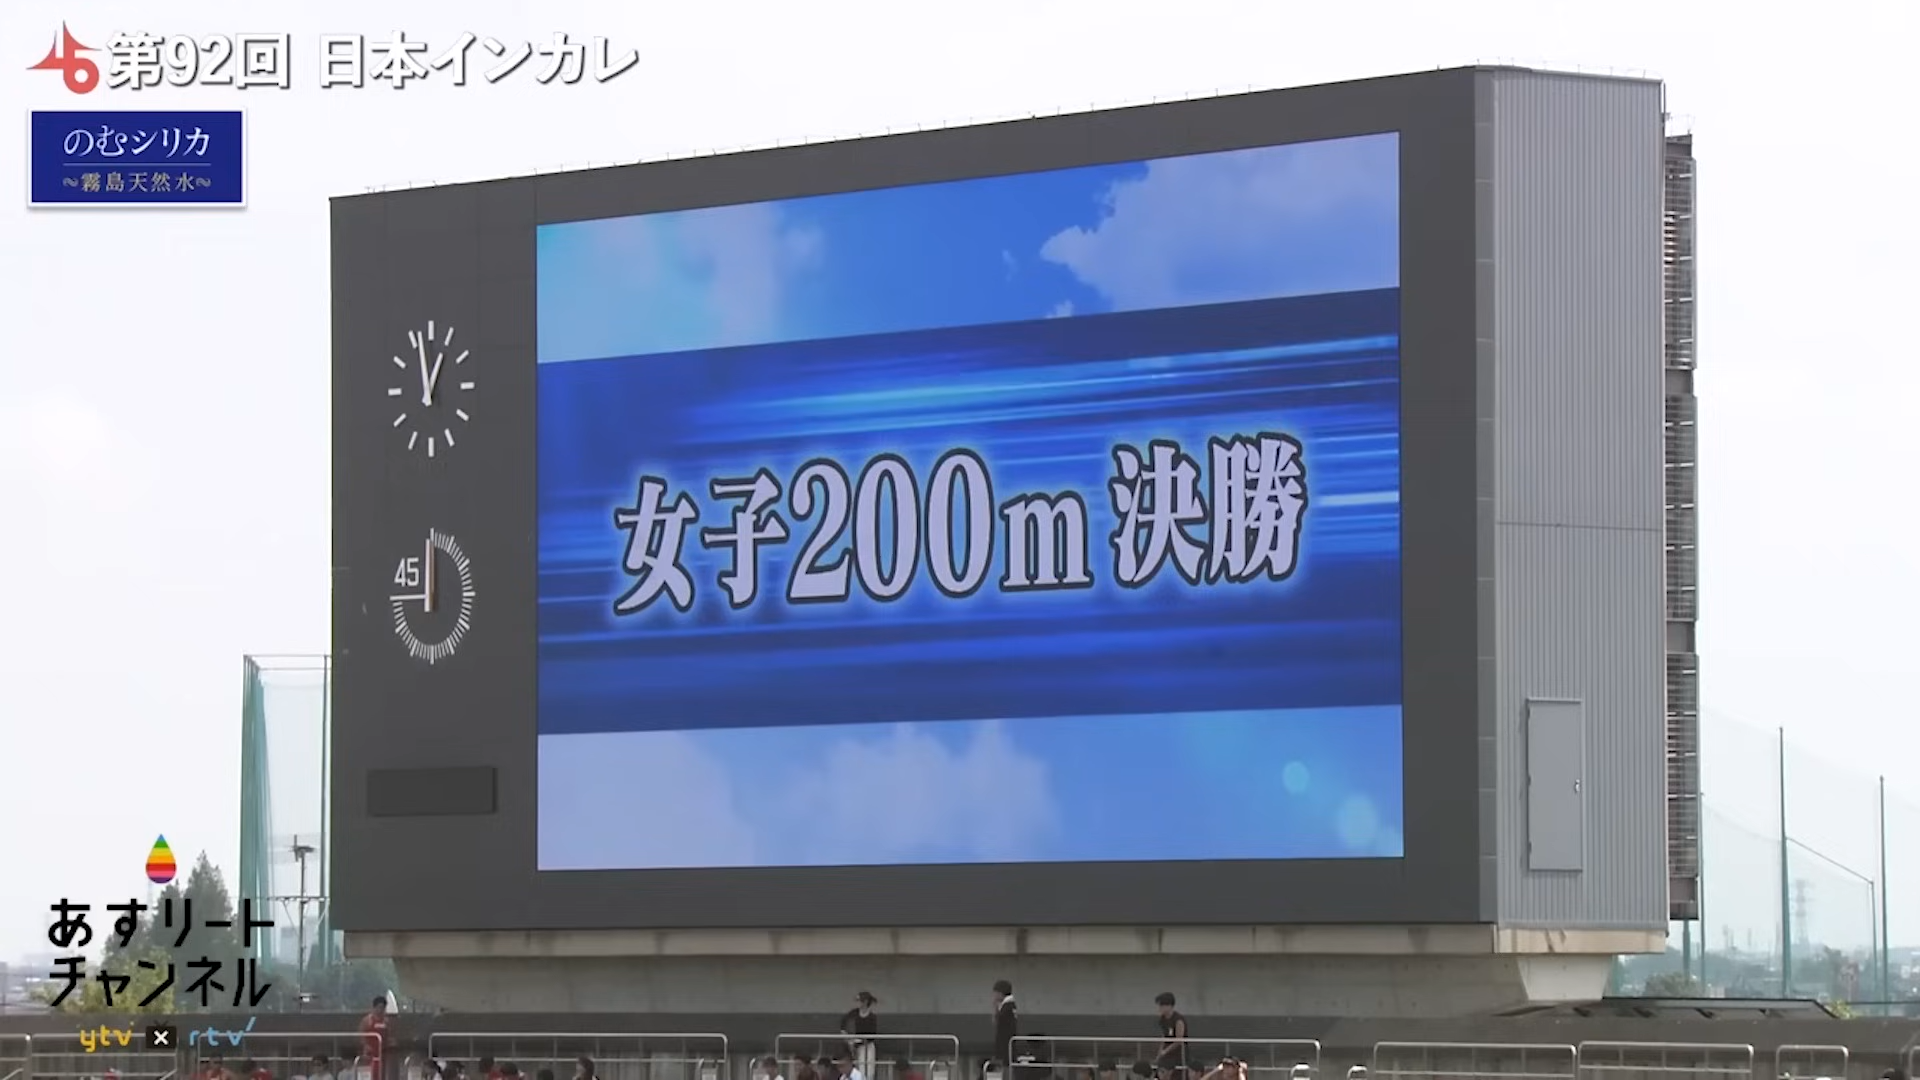 第92回 日本インカレ
のむシリカ
~霧島天然水~
女子200m 決勝
45
あすリート
チャンネル
ytv x rtv